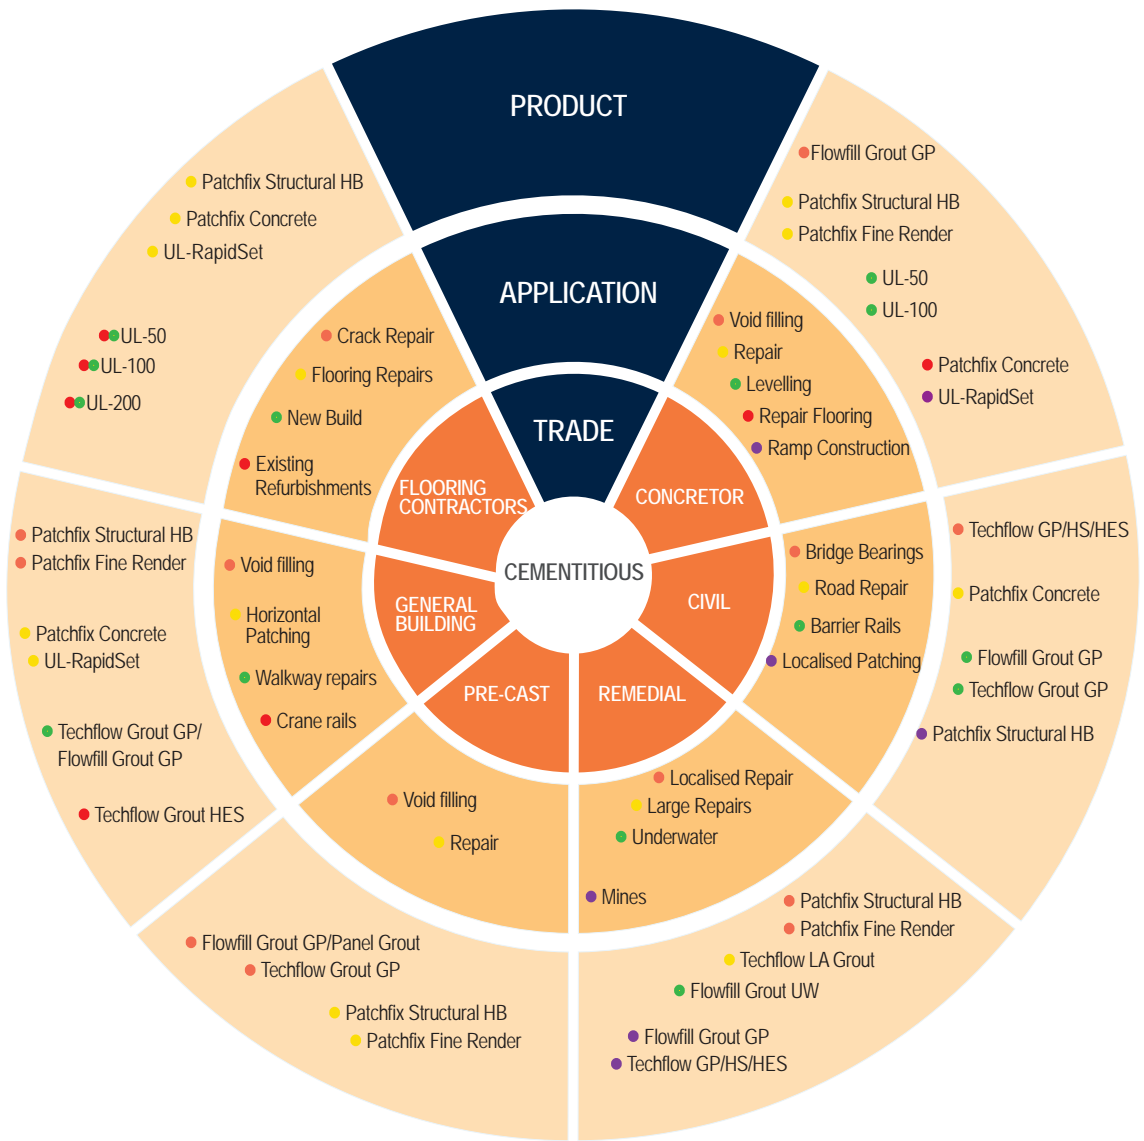 PRODUCT
APPLICATION
TRADE
CEMENTITIOUS
CONCRETOR
Void filling
Repair
Levelling
Repair Flooring
Ramp Construction
Flowfill Grout GP
Patchfix Structural HB
Patchfix Fine Render
UL-50
UL-100
Patchfix Concrete
UL-RapidSet
CIVIL
Bridge Bearings
Road Repair
Barrier Rails
Localised Patching
Techflow GP/HS/HES
Patchfix Concrete
Flowfill Grout GP
Techflow Grout GP
Patchfix Structural HB
REMEDIAL
Localised Repair
Large Repairs
Underwater
Mines
Patchfix Structural HB
Patchfix Fine Render
Techflow LA Grout
Flowfill Grout UW
Flowfill Grout GP
Techflow GP/HS/HES
PRE-CAST
Void filling
Repair
Flowfill Grout GP/Panel Grout
Techflow Grout GP
Patchfix Structural HB
Patchfix Fine Render
GENERAL
BUILDING
Void filling
Horizontal
Patching
Walkway repairs
Crane rails
Patchfix Structural HB
Patchfix Fine Render
Patchfix Concrete
UL-RapidSet
Techflow Grout GP/
Flowfill Grout GP
Techflow Grout HES
FLOORING
CONTRACTORS
Crack Repair
Flooring Repairs
New Build
Existing
Refurbishments
Patchfix Structural HB
Patchfix Concrete
UL-RapidSet
UL-50
UL-100
UL-200